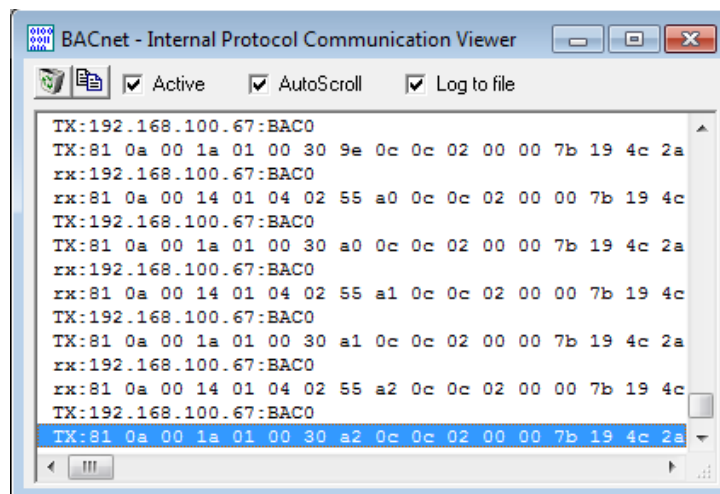 BACnet - Internal Protocol Communication Viewer
Active AutoScroll Log to file
TX:192.168.100.67:BAC0
TX:81 0a 00 1a 01 00 30 9e 0c 0c 02 00 00 7b 19 4c 2a
rx:192.168.100.67:BAC0
rx:81 0a 00 14 01 04 02 55 a0 0c 0c 02 00 00 7b 19 4c
TX:192.168.100.67:BAC0
TX:81 0a 00 1a 01 00 30 a0 0c 0c 02 00 00 7b 19 4c 2a
rx:192.168.100.67:BAC0
rx:81 0a 00 14 01 04 02 55 a1 0c 0c 02 00 00 7b 19 4c
TX:192.168.100.67:BAC0
TX:81 0a 00 1a 01 00 30 a1 0c 0c 02 00 00 7b 19 4c 2a
rx:192.168.100.67:BAC0
rx:81 0a 00 14 01 04 02 55 a2 0c 0c 02 00 00 7b 19 4c
TX:192.168.100.67:BAC0
TX:81 0a 00 1a 01 00 30 a2 0c 0c 02 00 00 7b 19 4c 2a